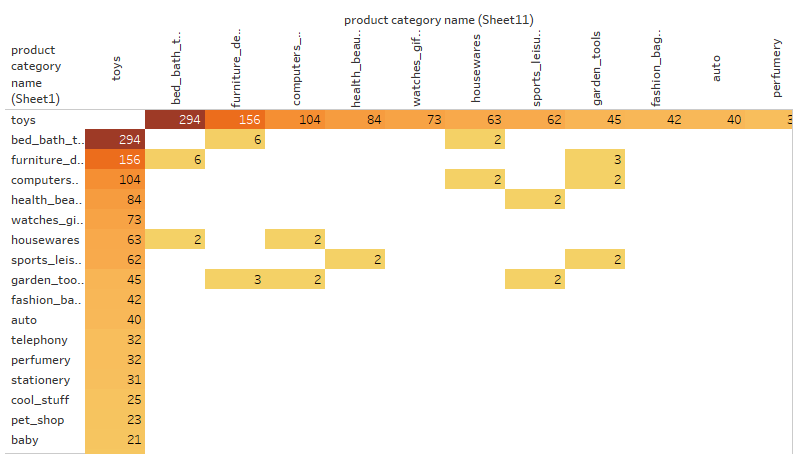 product category name (Sheet11)
product
category
name
(Sheet1)
toys
bed_bath_t..
furniture_de..
computers_..
health_beau..
watches_gif..
housewares
sports_leisu..
garden_tools
fashion_bag..
auto
perfumery
toys 294 156 104 84 73 63 62 45 42 40 3
bed_bath_t.. 294 6 2
furniture_d.. 156 6 3
computers.. 104 2 2
health_bea.. 84 2
watches_gi.. 73
housewares 63 2 2
sports_leis.. 62 2 2
garden_too.. 45 3 2 2
fashion_ba.. 42
auto 40
telephony 32
perfumery 32
stationery 31
cool_stuff 25
pet_shop 23
baby 21